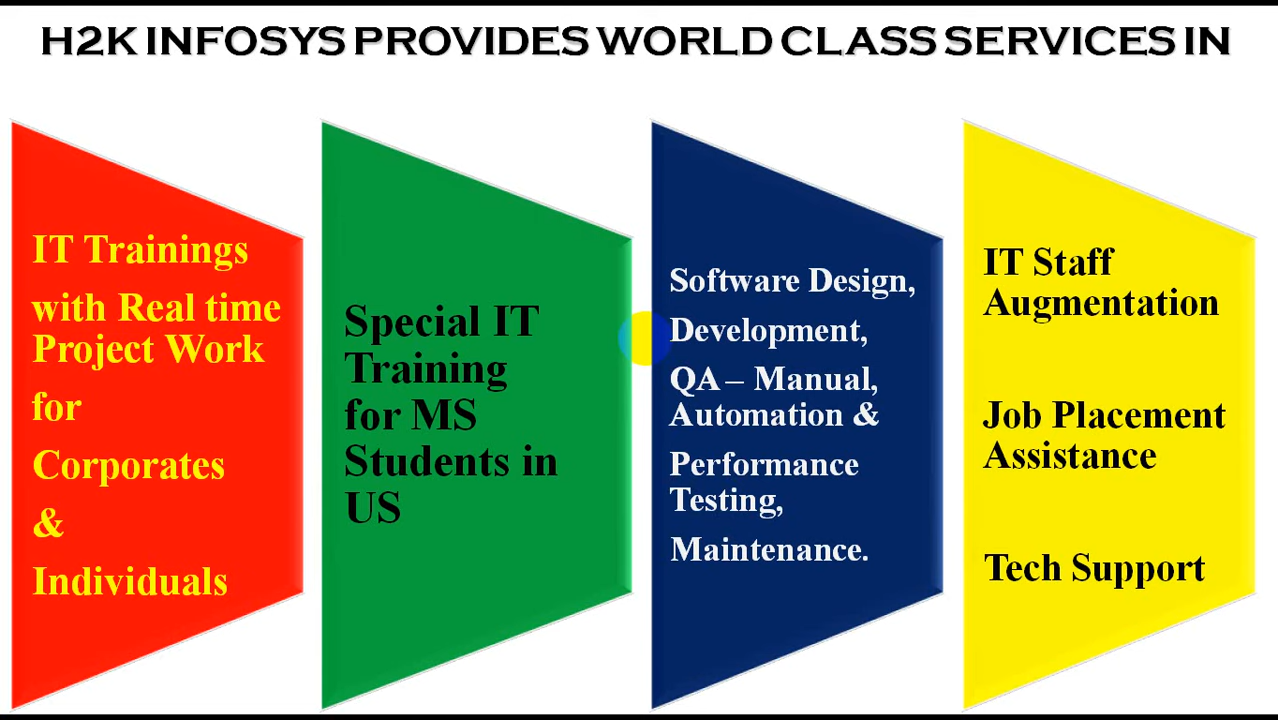 H2K INFOSYS PROVIDES WORLD CLASS SERVICES IN
IT Trainings
with Real time
Project Work
for
Corporates
&
Individuals
Special IT
Training
for MS
Students in
US
Software Design,
Development,
QA – Manual,
Automation &
Performance
Testing,
Maintenance.
IT Staff
Augmentation
Job Placement
Assistance
Tech Support